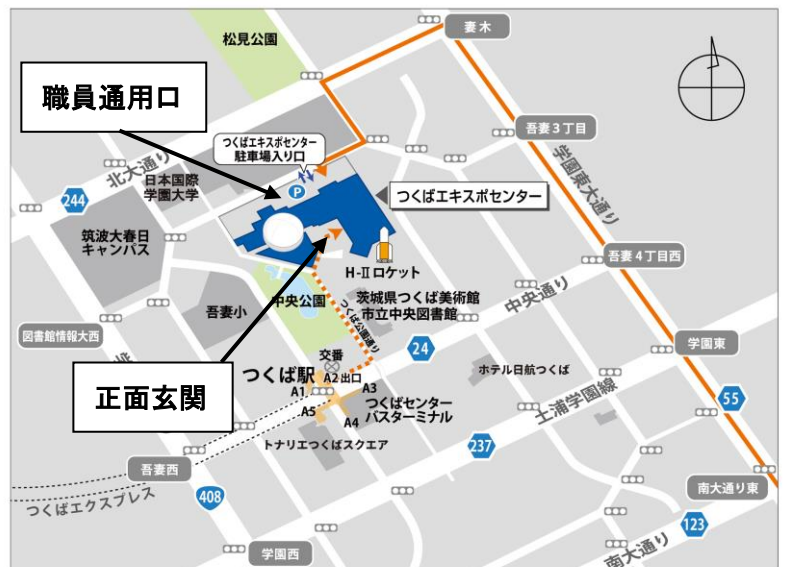 松見公園
妻木
職員通用口
つくばエキスポセンター
駐車場入り口
吾妻3丁目
学園東大通り
北大通り
日本国際
学園大学
244
P
つくばエキスポセンター
筑波大春日
キャンパス
H-Ⅱロケット
吾妻4丁目西
中央公園
つくば公園通り
茨城県つくば美術館
市立中央図書館
中央通り
吾妻小
図書館情報大西
24
学園東
交番
つくば駅
A2出口
A1
A3
ホテル日航つくば
正面玄関
つくばセンター
バスターミナル
A5
A4
土浦学園線
55
トナリエつくばスクエア
237
吾妻西
つくばエクスプレス
408
南大通り東
123
学園西
南大通り